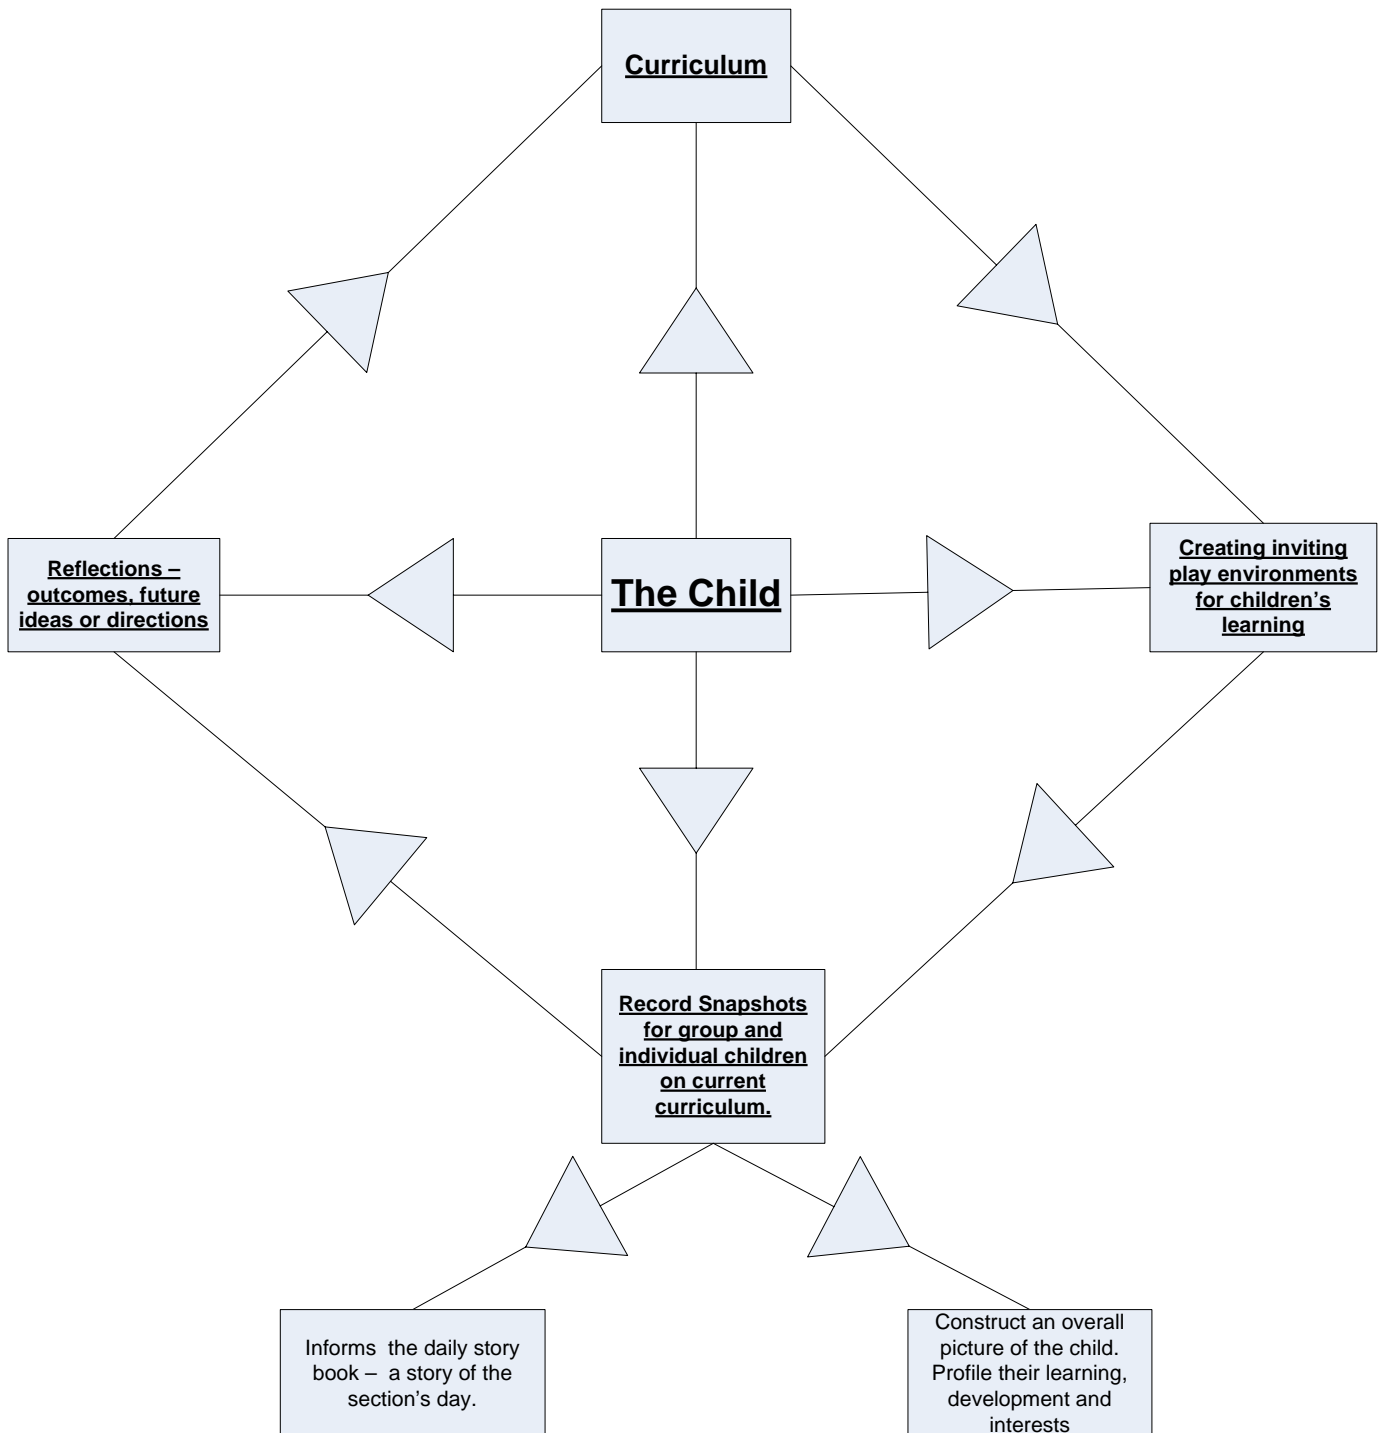 Curriculum
Reflections –
outcomes, future
ideas or directions
The Child
Creating inviting
play environments
for children’s
learning
Record Snapshots
for group and
individual children
on current
curriculum.
Informs the daily story
book – a story of the
section’s day.
Construct an overall
picture of the child.
Profile their learning,
development and
interests